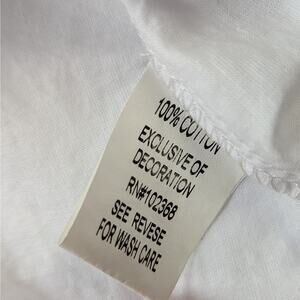 100% COTTON
EXCLUSIVE OF
DECORATION
RN#102368
SEE REVESE
FOR WASH CARE